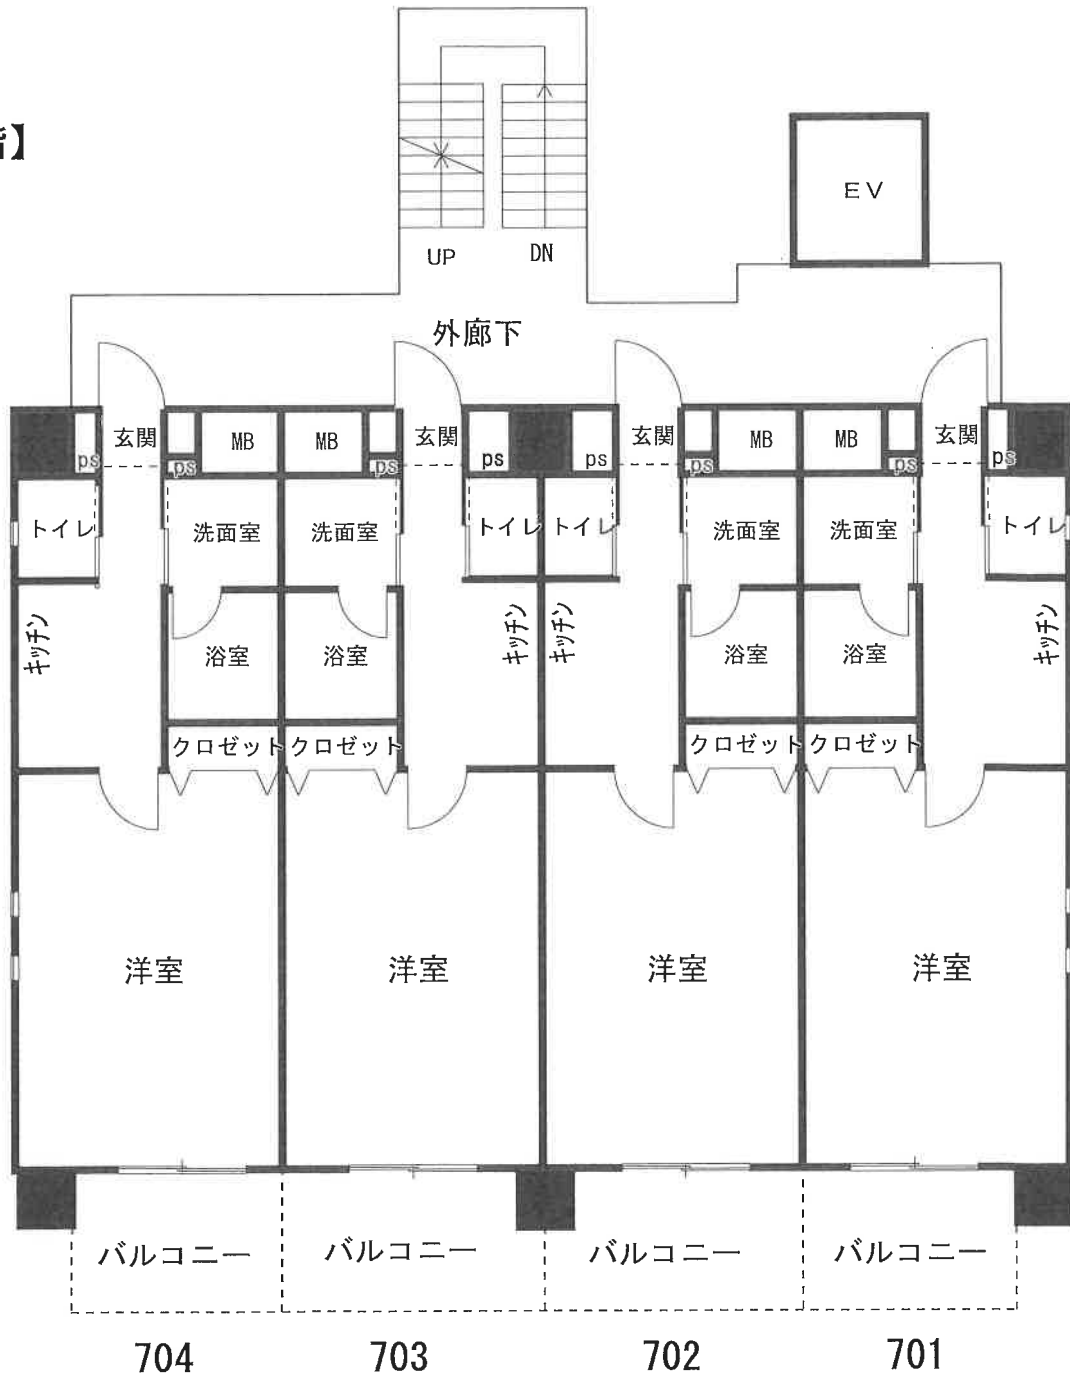 階】
EV
UP
DN
外廊下
玄関
MB
MB
玄関
玄関
MB
MB
玄関
ps
ps
ps
ps
ps
ps
ps
ps
トイレ
洗面室
洗面室
トイレ
トイレ
洗面室
洗面室
トイレ
キッチン
浴室
浴室
キッチン
キッチン
浴室
浴室
キッチン
クロゼット
クロゼット
クロゼット
クロゼット
洋室
洋室
洋室
洋室
バルコニー
バルコニー
バルコニー
バルコニー
704
703
702
701